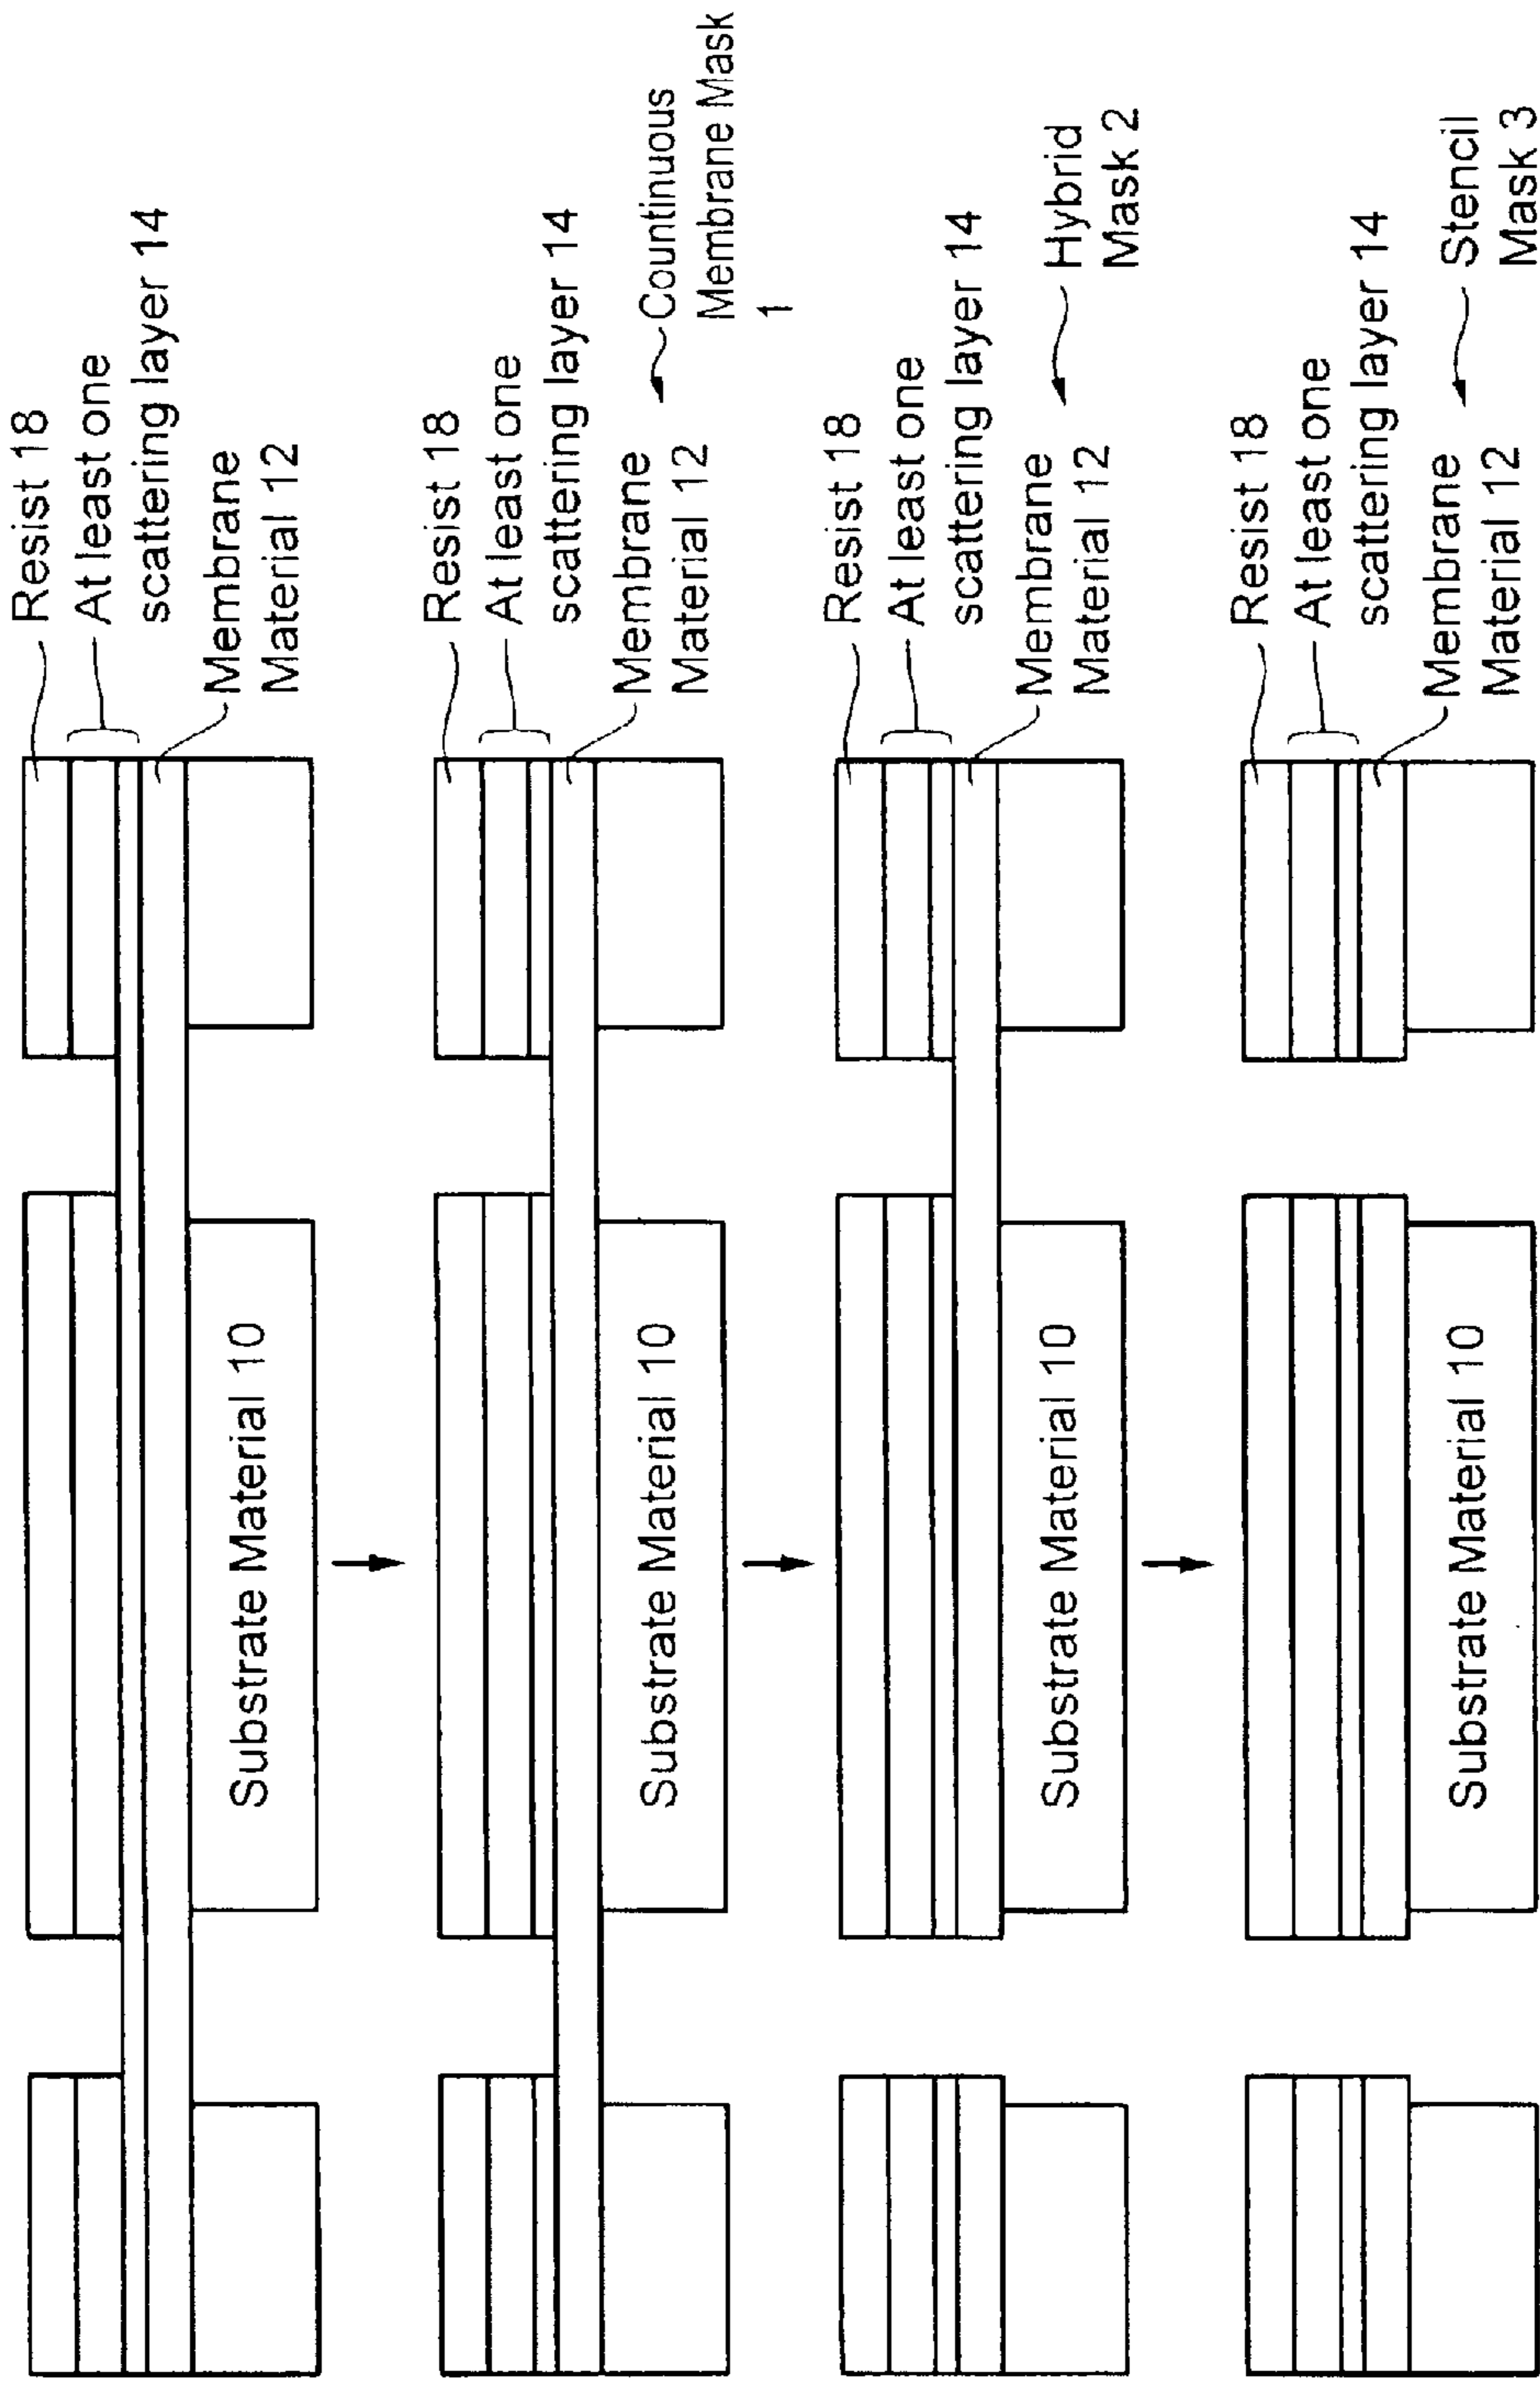 Resist 18
At least one
scattering layer 14
Membrane
Material 12
Substrate Material 10
Resist 18
At least one
scattering layer 14
Countinuous
Membrane Mask
1
Membrane
Material 12
Substrate Material 10
Resist 18
At least one
scattering layer 14
Membrane
Material 12
Hybrid
Mask 2
Substrate Material 10
Resist 18
At least one
scattering layer 14
Membrane
Material 12
Stencil
Mask 3
Substrate Material 10